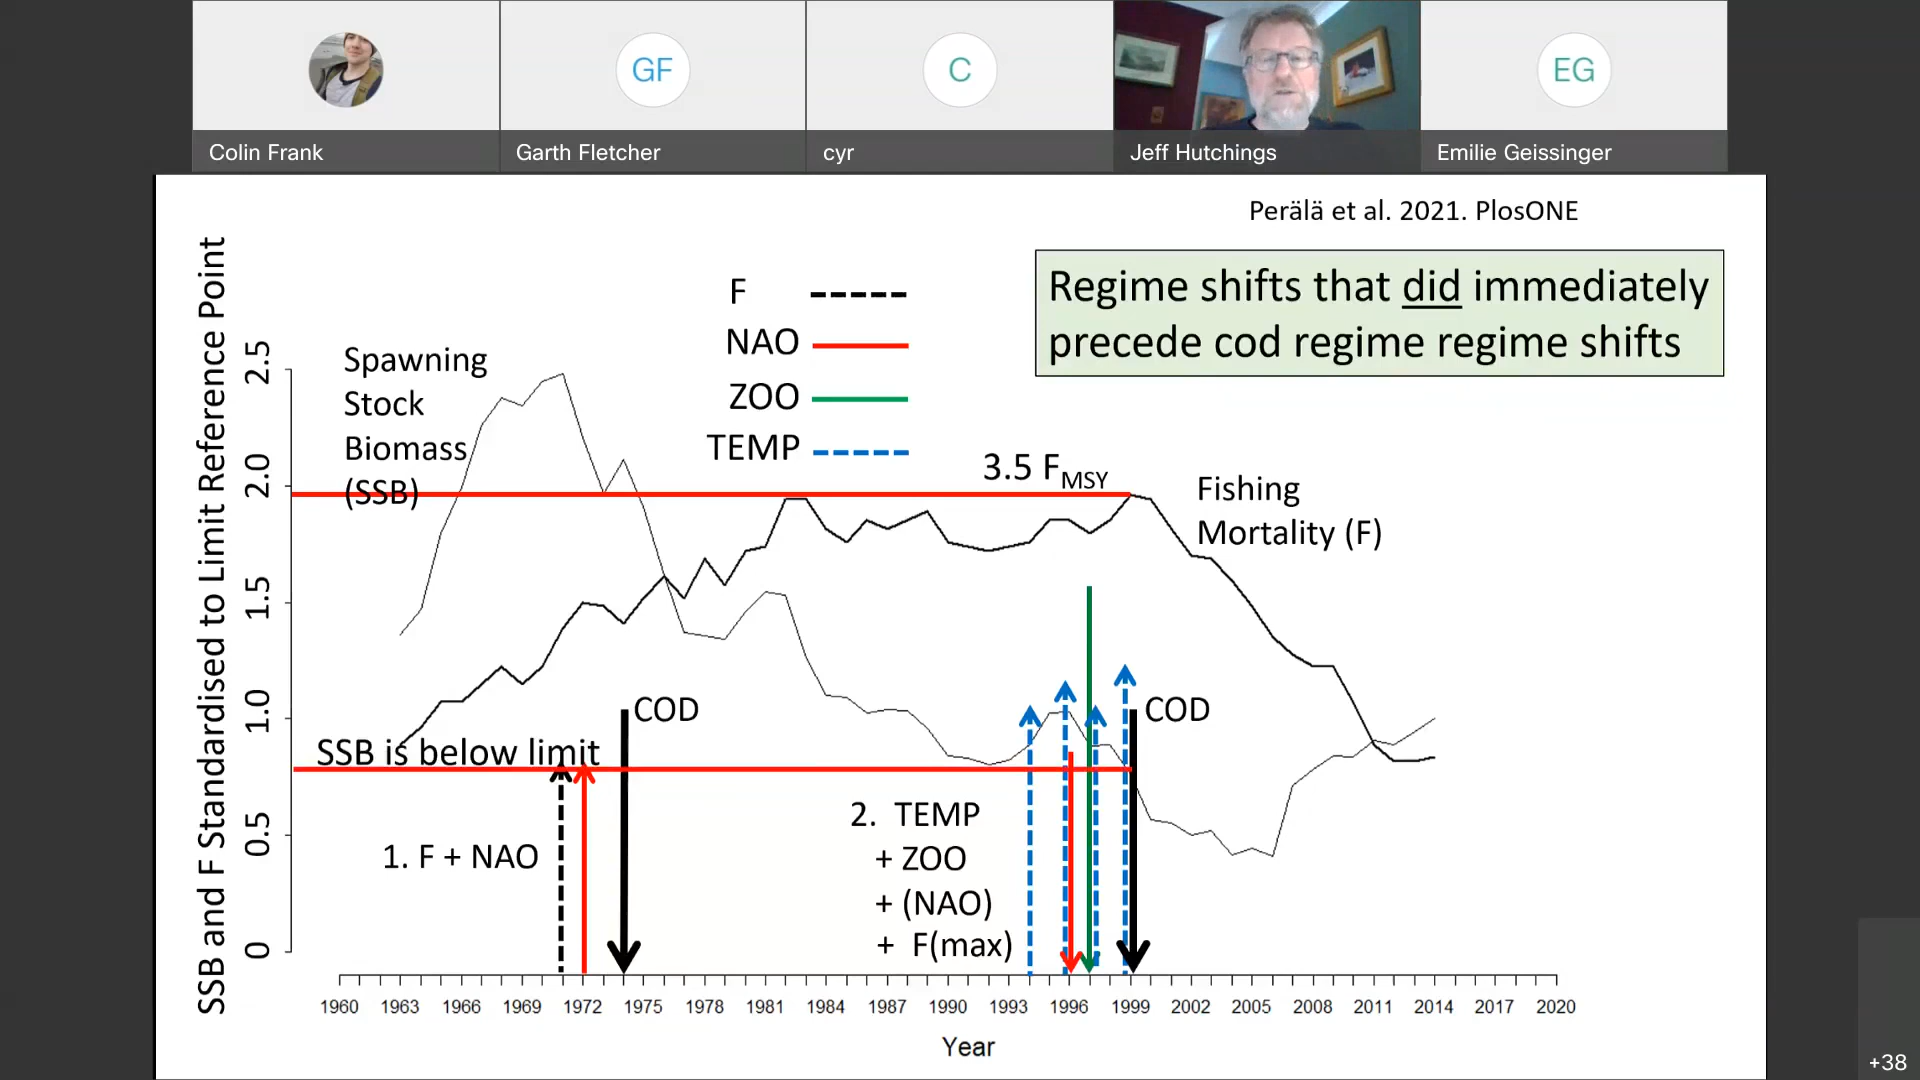 GF
C
EG
Colin Frank
Garth Fletcher
cyr
Jeff Hutchings
Emilie Geissinger
Perälä et al. 2021. PlosONE
Regime shifts that did immediately
precede cod regime regime shifts
F
NAO
ZOO
TEMP
Spawning
Stock
Biomass
(SSB)
3.5 FMSY
Fishing
Mortality (F)
SSB and F Standardised to Limit Reference Point
2.5
2.0
1.5
1.0
0.5
0
COD
COD
SSB is below limit
1. F + NAO
2. TEMP
+ ZOO
+ (NAO)
+ F(max)
1960 1963 1966 1969 1972 1975 1978 1981 1984 1987 1990 1993 1996 1999 2002 2005 2008 2011 2014 2017 2020
Year
+38